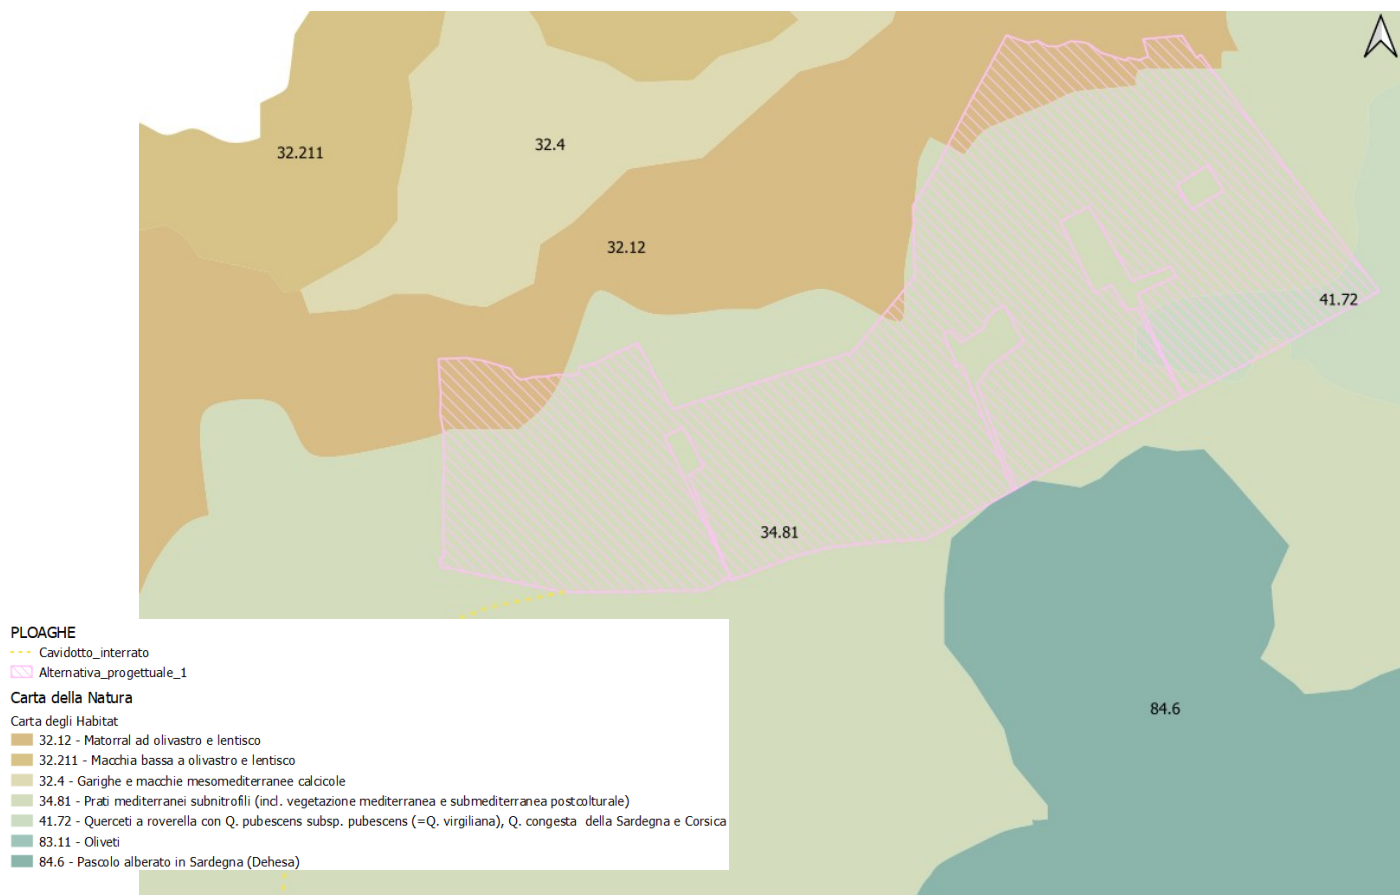 32.211
32.4
32.12
41.72
34.81
84.6
PLOAGHE
Cavidotto_interrato
Alternativa_progettuale_1
Carta della Natura
Carta degli Habitat
32.12 - Matorral ad olivastro e lentisco
32.211 - Macchia bassa a olivastro e lentisco
32.4 - Garighe e macchie mesomediterranee calcicole
34.81 - Prati mediterranei subnitrofili (incl. vegetazione mediterranea e submediterranea postcolturale)
41.72 - Querceti a roverella con Q. pubescens subsp. pubescens (=Q. virgiliana), Q. congesta della Sardegna e Corsica
83.11 - Oliveti
84.6 - Pascolo alberato in Sardegna (Dehesa)